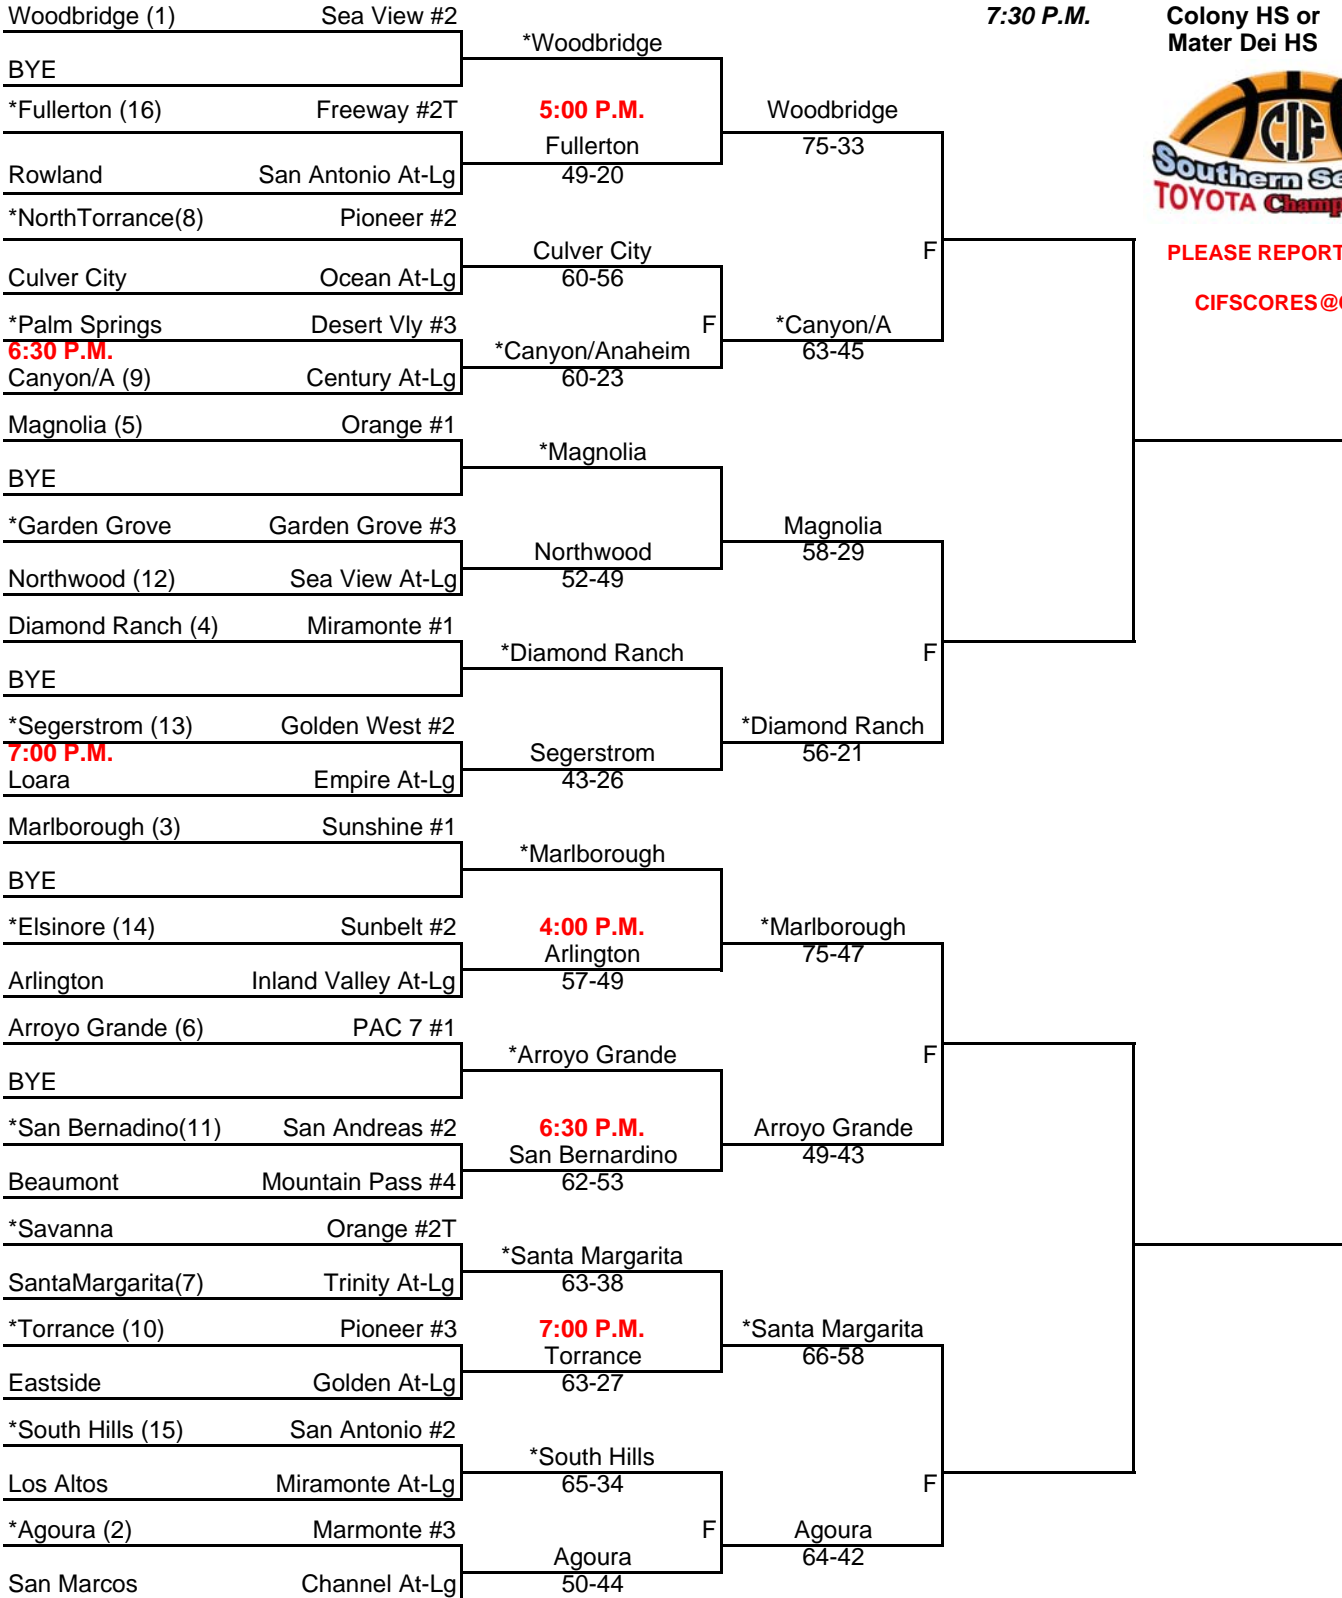 Woodbridge (1) Sea View #2
7:30 P.M. Colony HS or
*Woodbridge Mater Dei HS
BYE
*Fullerton (16) Freeway #2T 5:00 P.M. Woodbridge
CIF
Fullerton 75-33
Rowland San Antonio At-Lg 49-20
Southern
TOYOTA
*NorthTorrance(8) Pioneer #2
Culver City F PLEASE REPORT
Culver City Ocean At-Lg 60-56
CIFSCORES@
*Palm Springs Desert Vly #3 F *Canyon/A
6:30 P.M. *Canyon/Anaheim 63-45
Canyon/A (9) Century At-Lg 60-23
Magnolia (5) Orange #1
*Magnolia
BYE
*Garden Grove Garden Grove #3 Magnolia
Northwood 58-29
Northwood (12) Sea View At-Lg 52-49
Diamond Ranch (4) Miramonte #1
*Diamond Ranch F
BYE
*Segerstrom (13) Golden West #2 *Diamond Ranch
7:00 P.M. Segerstrom 56-21
Loara Empire At-Lg 43-26
Marlborough (3) Sunshine #1
*Marlborough
BYE
*Elsinore (14) Sunbelt #2 4:00 P.M. *Marlborough
Arlington 75-47
Arlington Inland Valley At-Lg 57-49
Arroyo Grande (6) PAC 7 #1
*Arroyo Grande F
BYE
*San Bernadino(11) San Andreas #2 6:30 P.M. Arroyo Grande
San Bernardino 49-43
Beaumont Mountain Pass #4 62-53
*Savanna Orange #2T
*Santa Margarita
SantaMargarita(7) Trinity At-Lg 63-38
*Torrance (10) Pioneer #3 7:00 P.M. *Santa Margarita
Torrance 66-58
Eastside Golden At-Lg 63-27
*South Hills (15) San Antonio #2
*South Hills
Los Altos Miramonte At-Lg 65-34 F
*Agoura (2) Marmonte #3 F Agoura
Agoura 64-42
San Marcos Channel At-Lg 50-44